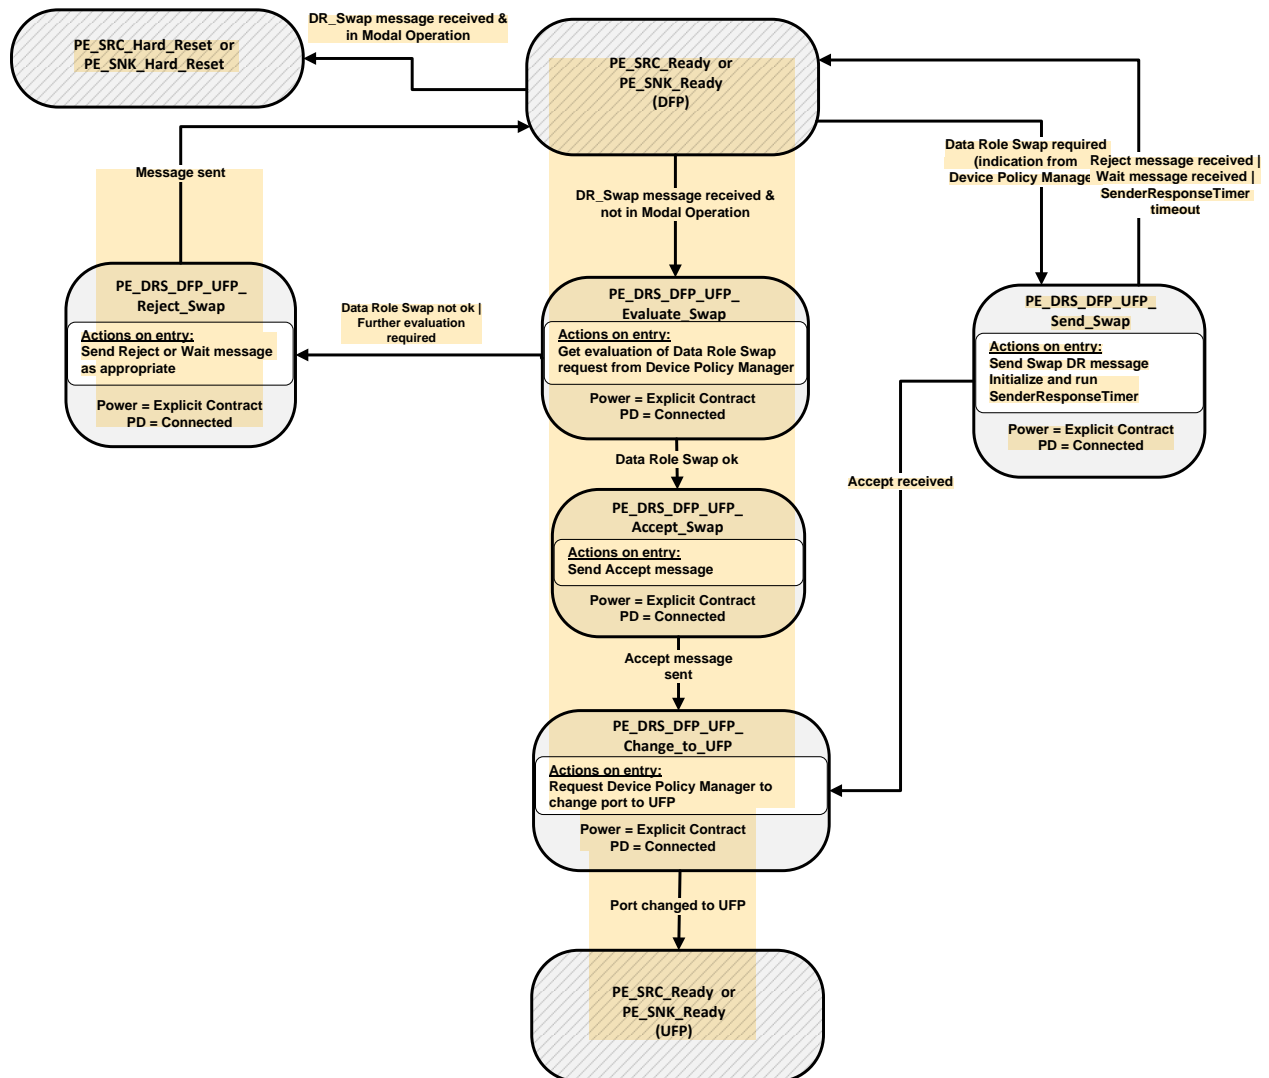 DR_Swap message received &
in Modal Operation
PE_SRC_Hard_Reset or
PE_SNK_Hard_Reset
PE_SRC_Ready or
PE_SNK_Ready
(DFP)
Message sent
DR_Swap message received &
not in Modal Operation
Data Role Swap required
(indication from
Device Policy Manage
Reject message received |
Wait message received |
SenderResponseTimer
timeout
PE_DRS_DFP_UFP_
Reject_Swap
Actions on entry:
Send Reject or Wait message
as appropriate
Power = Explicit Contract
PD = Connected
Data Role Swap not ok |
Further evaluation
required
PE_DRS_DFP_UFP_
Evaluate_Swap
Actions on entry:
Get evaluation of Data Role Swap
request from Device Policy Manager
Power = Explicit Contract
PD = Connected
PE_DRS_DFP_UFP_
Send_Swap
Actions on entry:
Send Swap DR message
Initialize and run
SenderResponseTimer
Power = Explicit Contract
PD = Connected
Data Role Swap ok
Accept received
PE_DRS_DFP_UFP_
Accept_Swap
Actions on entry:
Send Accept message
Power = Explicit Contract
PD = Connected
Accept message
sent
PE_DRS_DFP_UFP_
Change_to_UFP
Actions on entry:
Request Device Policy Manager to
change port to UFP
Power = Explicit Contract
PD = Connected
Port changed to UFP
PE_SRC_Ready or
PE_SNK_Ready
(UFP)